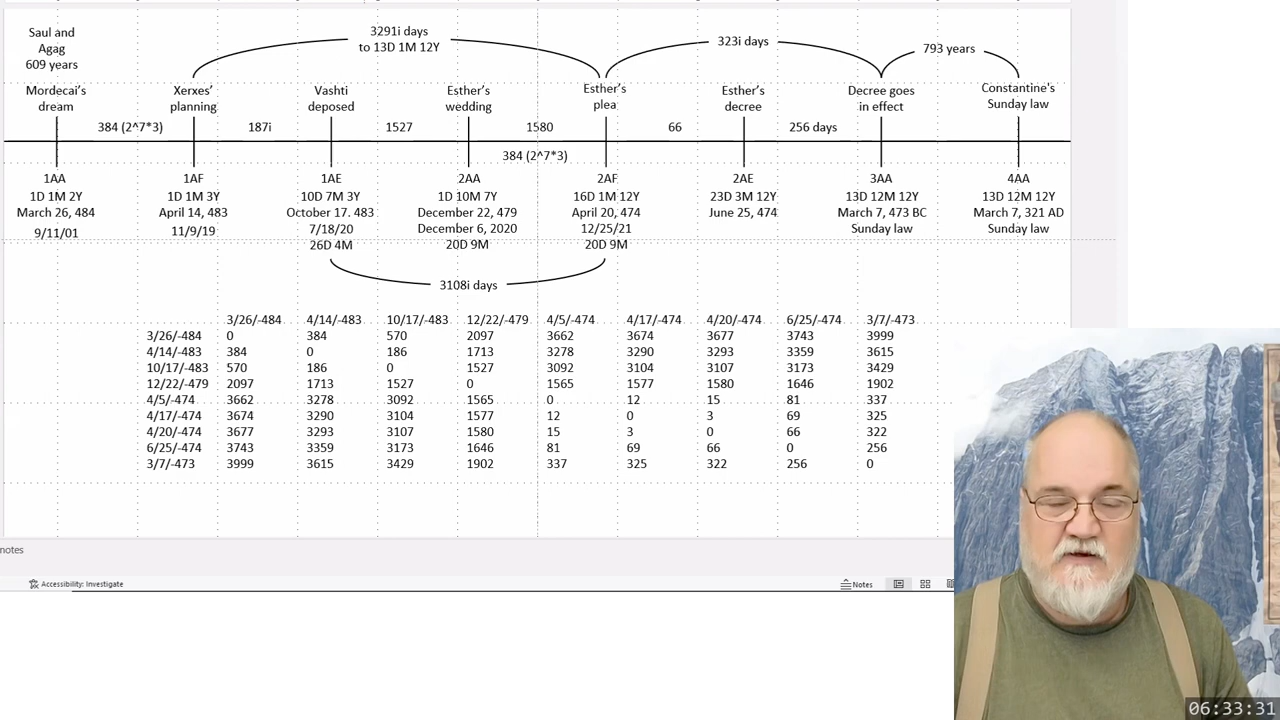 Saul and
Agag
609 years
3291i days
to 13D 1M 12Y
323i days
793 years
Mordecai's
dream
Xerxes'
planning
Vashti
deposed
Esther's
wedding
Esther's
plea
Esther's
decree
Decree goes
in effect
Constantine's
Sunday law
384 (2^7*3)
187i
1527
1580
66
256 days
384 (2^7*3)
1AA
1D 1M 2Y
March 26, 484
9/11/01
1AF
1D 1M 3Y
April 14, 483
11/9/19
1AE
10D 7M 3Y
October 17. 483
7/18/20
26D 4M
2AA
1D 10M 7Y
December 22, 479
December 6, 2020
20D 9M
2AF
16D 1M 12Y
April 20, 474
12/25/21
20D 9M
2AE
23D 3M 12Y
June 25, 474
3AA
13D 12M 12Y
March 7, 473 BC
Sunday law
4AA
13D 12M 12Y
March 7, 321 AD
Sunday law
3108i days
3/26/-484 4/14/-483 10/17/-483 12/22/-479 4/5/-474 4/17/-474 4/20/-474 6/25/-474 3/7/-473
3/26/-484 0 384 570 2097 3662 3674 3677 3743 3999
4/14/-483 384 0 186 1713 3278 3290 3293 3359 3615
10/17/-483 570 186 0 1527 3092 3104 3107 3173 3429
12/22/-479 2097 1713 1527 0 1565 1577 1580 1646 1902
4/5/-474 3662 3278 3092 1565 0 12 15 81 337
4/17/-474 3674 3290 3104 1577 12 0 3 69 325
4/20/-474 3677 3293 3107 1580 15 3 0 66 322
6/25/-474 3743 3359 3173 1646 81 69 66 0 256
3/7/-473 3999 3615 3429 1902 337 325 322 256 0
notes
Accessibility: Investigate
Notes
06:33:31